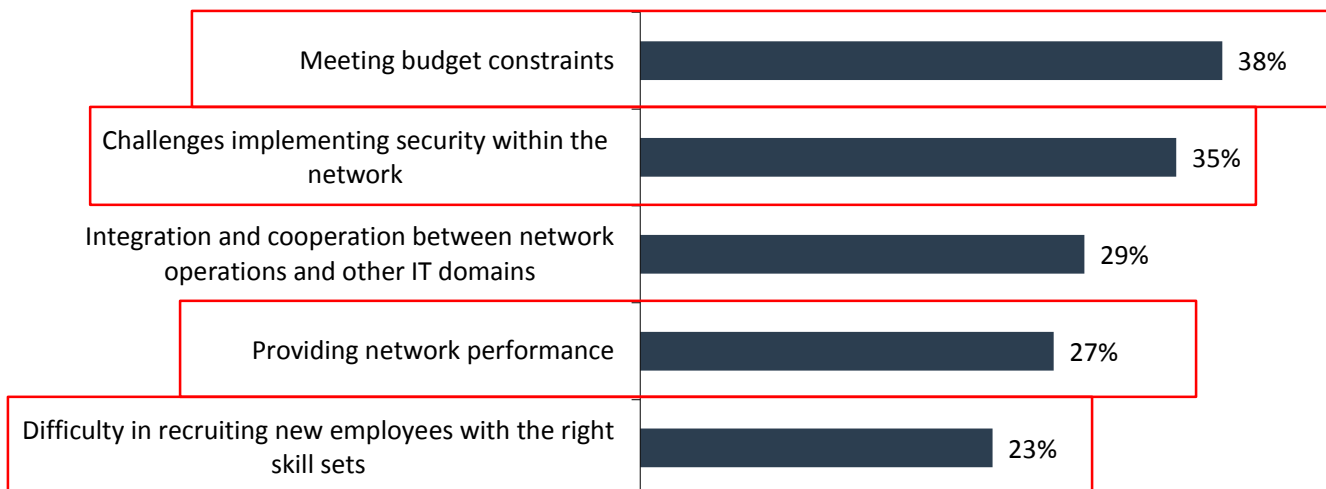 Meeting budget constraints
38%
Challenges implementing security within the
network
35%
Integration and cooperation between network
operations and other IT domains
29%
Providing network performance
27%
Difficulty in recruiting new employees with the right
skill sets
23%